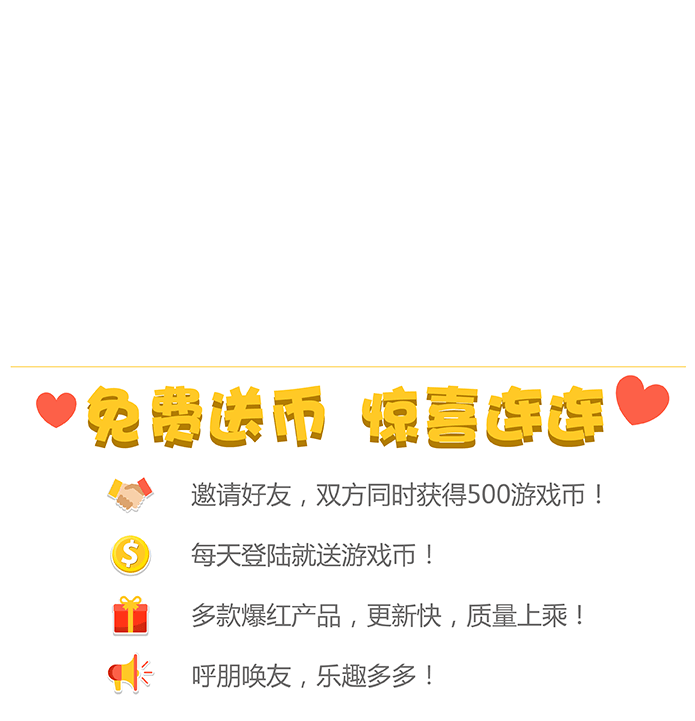 免费送币 惊喜连连
邀请好友，双方同时获得500游戏币！
每天登陆就送游戏币！
多款爆红产品，更新快，质量上乘！
呼朋唤友，乐趣多多！